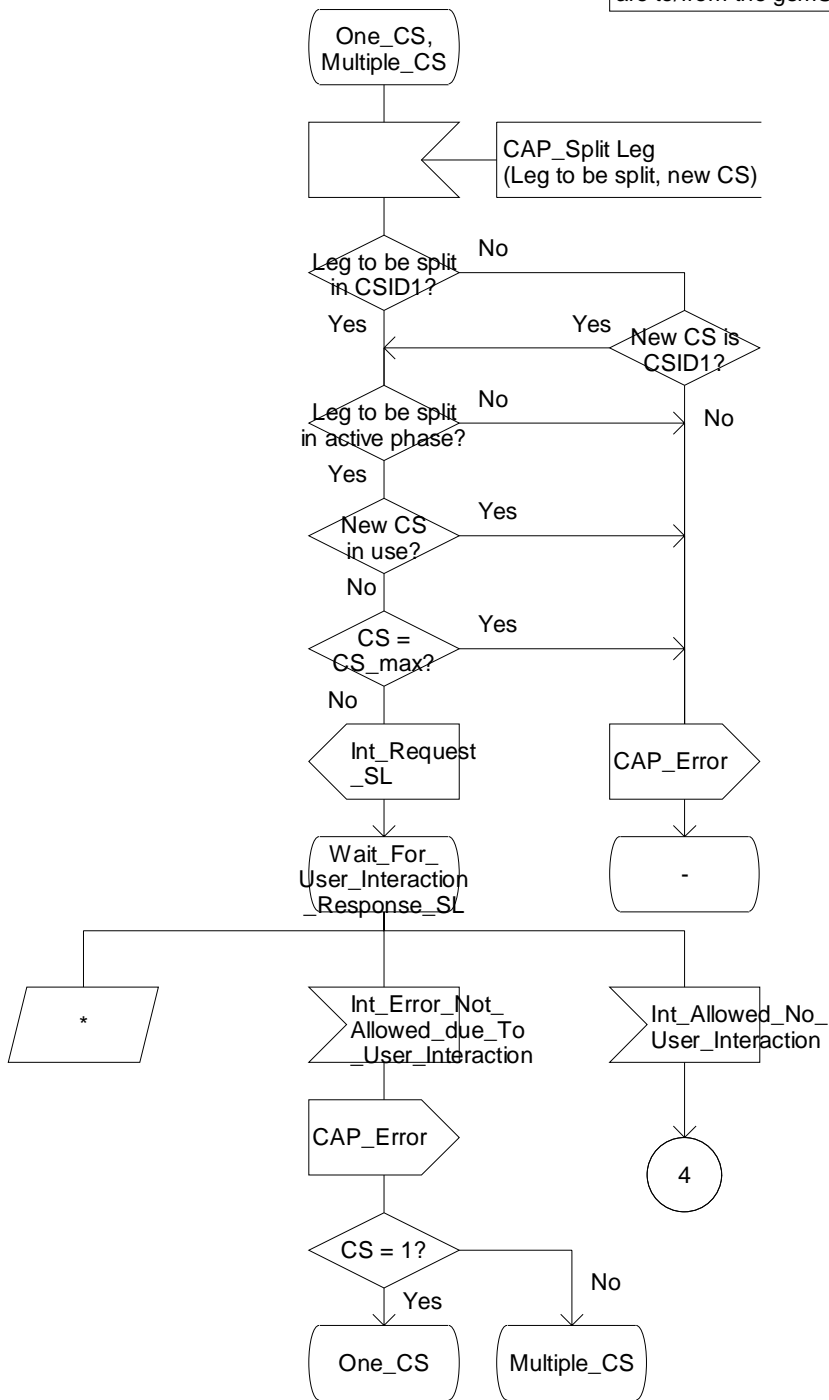 One_CS,
Multiple_CS
CAP_Split Leg
(Leg to be split, new CS)
Leg to be split
in CSID1?
No
Yes
Yes
New CS is
CSID1?
Leg to be split
in active phase?
No
No
Yes
New CS
in use?
Yes
No
CS =
CS_max?
Yes
No
Int_Request
_SL
CAP_Error
Wait_For_
User_Interaction
_Response_SL
-
*
Int_Error_Not_
Allowed_due_To
_User_Interaction
Int_Allowed_No_
User_Interaction
CAP_Error
4
CS = 1?
No
Yes
One_CS
Multiple_CS